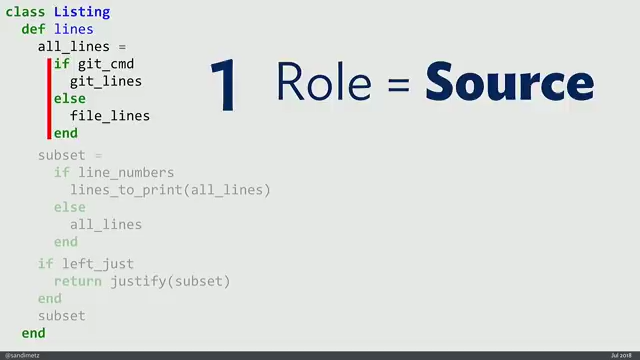 class Listing
def lines
all_lines =
if git_cmd
git_lines
else
file_lines
end
1 Role = Source
subset =
if line_numbers
lines_to_print(all_lines)
else
all_lines
end
if left_just
return justify(subset)
end
subset
end
@sandimetz
Jul 2018